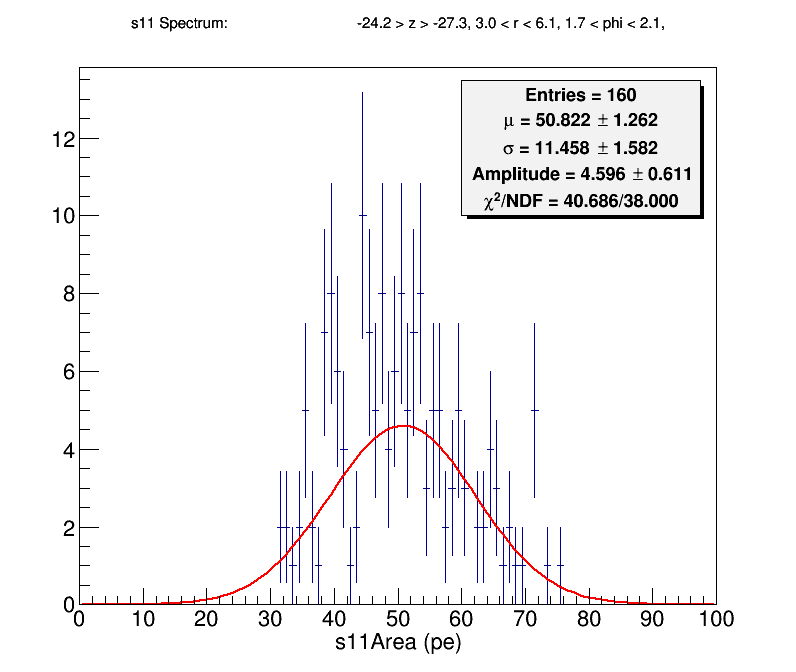 s11 Spectrum: -24.2 > z > -27.3, 3.0 < r < 6.1, 1.7 < phi < 2.1,
Entries = 160
μ = 50.822 ± 1.262
σ = 11.458 ± 1.582
Amplitude = 4.596 ± 0.611
χ²/NDF = 40.686/38.000
12
10
8
6
4
2
0
0 10 20 30 40 50 60 70 80 90 100
s11Area (pe)